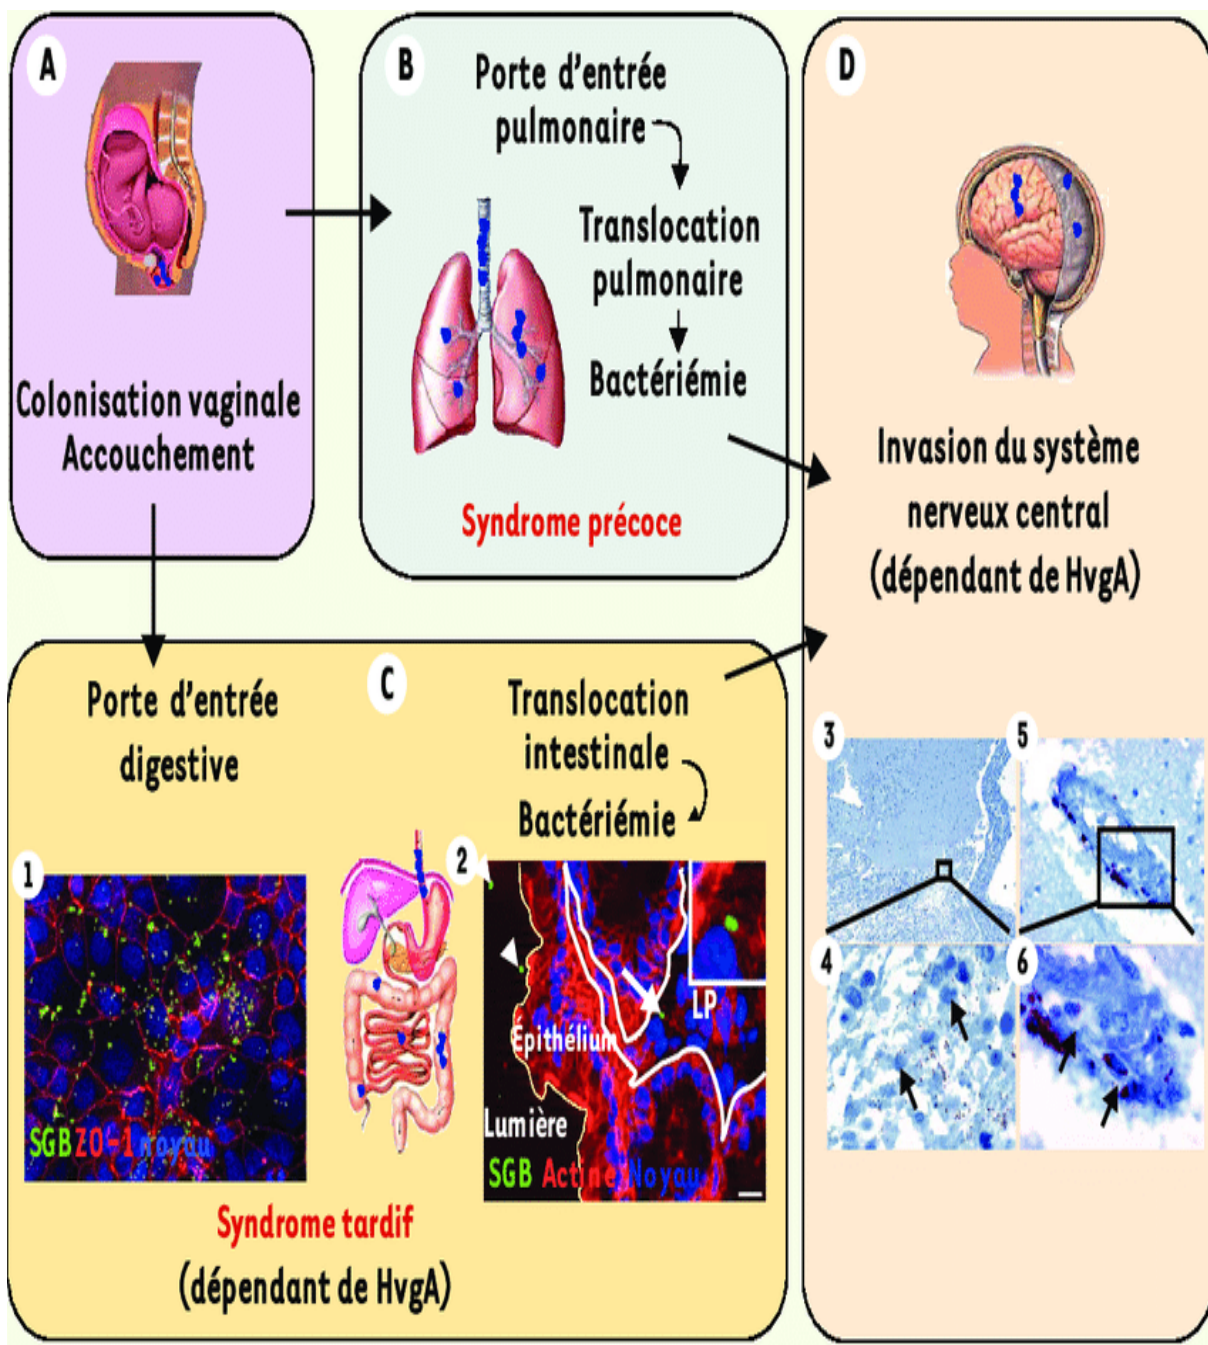 A
Colonisation vaginale
Accouchement
B
Porte d'entrée
pulmonaire
Translocation
pulmonaire
Bactériémie
Syndrome précoce
C
Porte d'entrée
digestive
Translocation
intestinale
Bactériémie
1
SGB ZO-1 noyau
2
LP
Épithélium
Lumière
SGB Actine Noyau
Syndrome tardif
(dépendant de HvgA)
D
Invasion du système
nerveux central
(dépendant de HvgA)
3
5
4
6